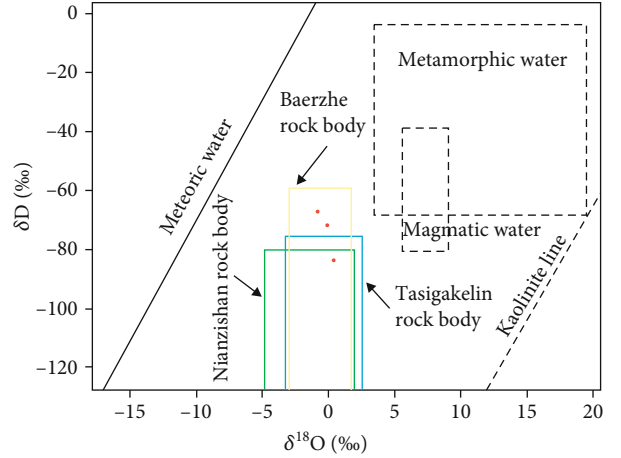 0
−20
−40
−60
−80
−100
−120
δD (‰)
Meteoric water
Nianzishan rock body
Baerzhe
rock body
Metamorphic water
Magmatic water
Tasigakelin
rock body
Kaolinite line
−15
−10
−5
0
5
10
15
20
δ¹⁸O (‰)